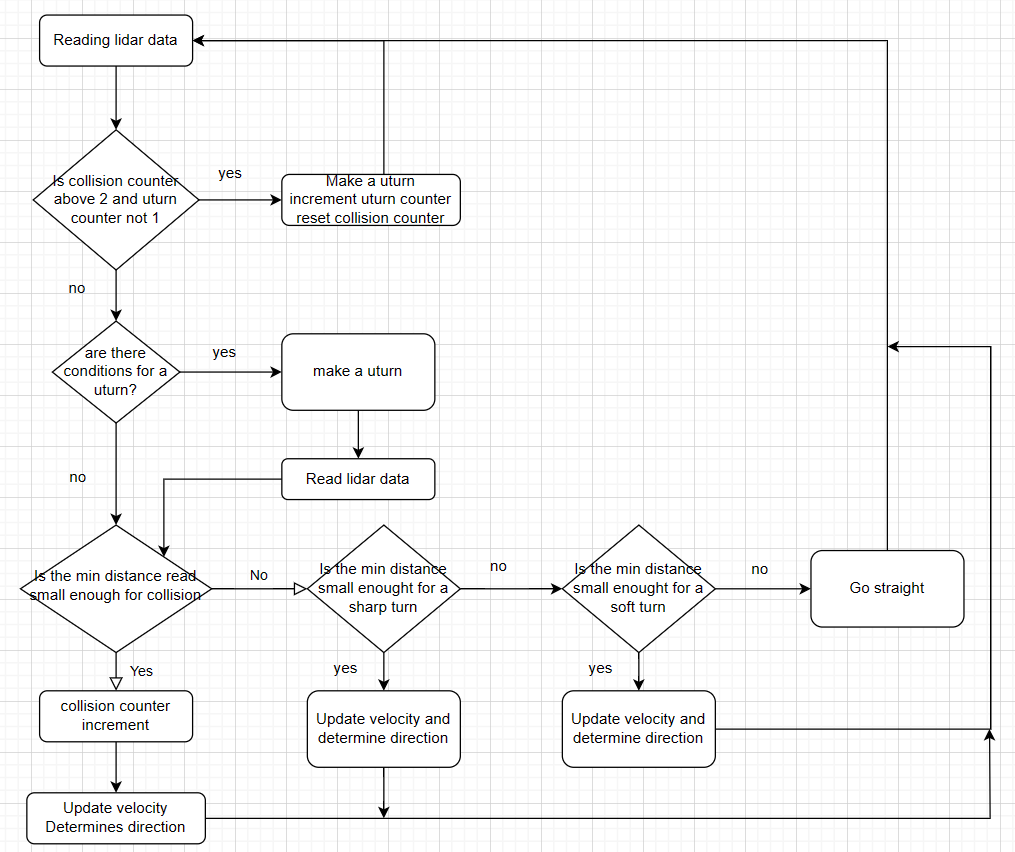 Reading lidar data
Is collision counter
above 2 and uturn
counter not 1
yes
Make a uturn
increment uturn counter
reset collision counter
no
are there
conditions for a
uturn?
yes
make a uturn
no
Read lidar data
Is the min distance read
small enough for collision
No
Is the min distance
small enought for a
sharp turn
no
Is the min distance
small enought for a
soft turn
no
Go straight
Yes
yes
yes
collision counter
increment
Update velocity and
determine direction
Update velocity and
determine direction
Update velocity
Determines direction